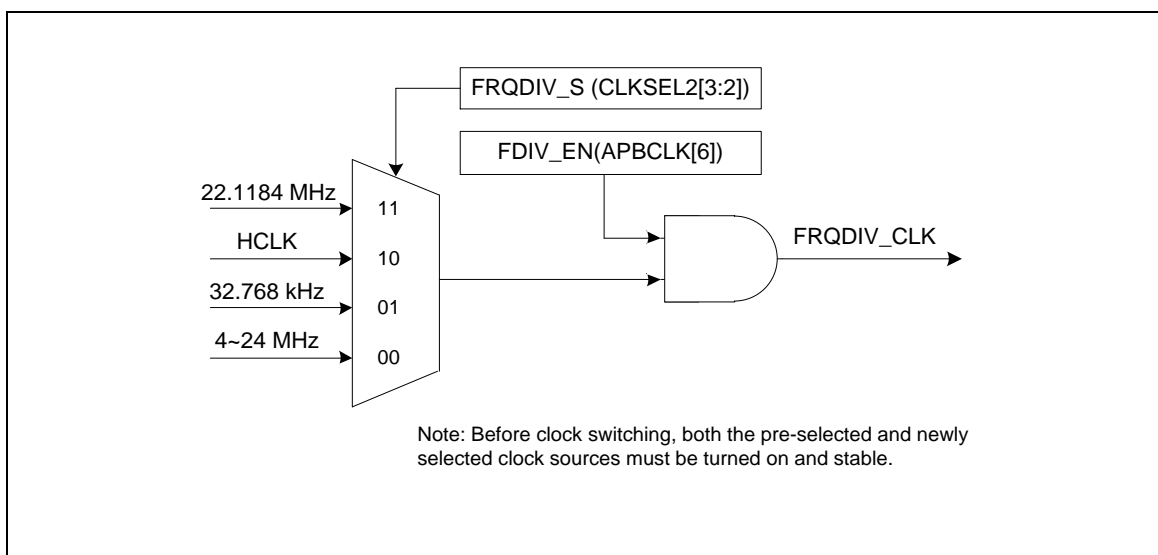 FRQDIV_S (CLKSEL2[3:2])
FDIV_EN(APBCLK[6])
22.1184 MHz
11
HCLK
10
32.768 kHz
01
4~24 MHz
00
FRQDIV_CLK
Note: Before clock switching, both the pre-selected and newly
selected clock sources must be turned on and stable.